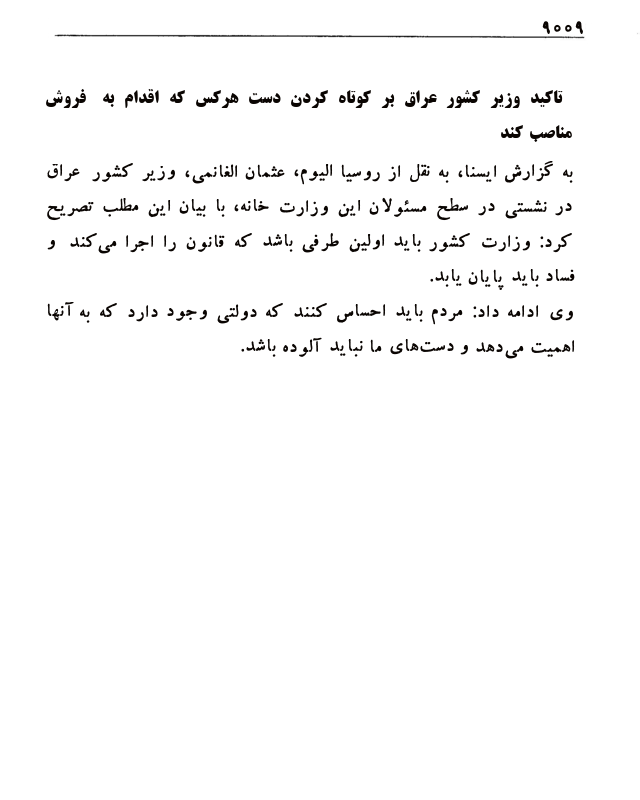 ۹۰۰۹
تاکید وزیر کشور عراق بر کوتاه کردن دست هرکس که اقدام به فروش
مناصب کند
به گزارش ایسنا، به نقل از روسیا الیوم، عثمان الغانمی، وزیر کشور عراق
در نشستی در سطح مسئولان این وزارت خانه، با بیان این مطلب تصریح
کرد: وزارت کشور باید اولین طرفی باشد که قانون را اجرا می‌کند و
فساد باید پایان یابد.
وی ادامه داد: مردم باید احساس کنند که دولتی وجود دارد که به آنها
اهمیت می‌دهد و دست‌های ما نباید آلوده باشد.